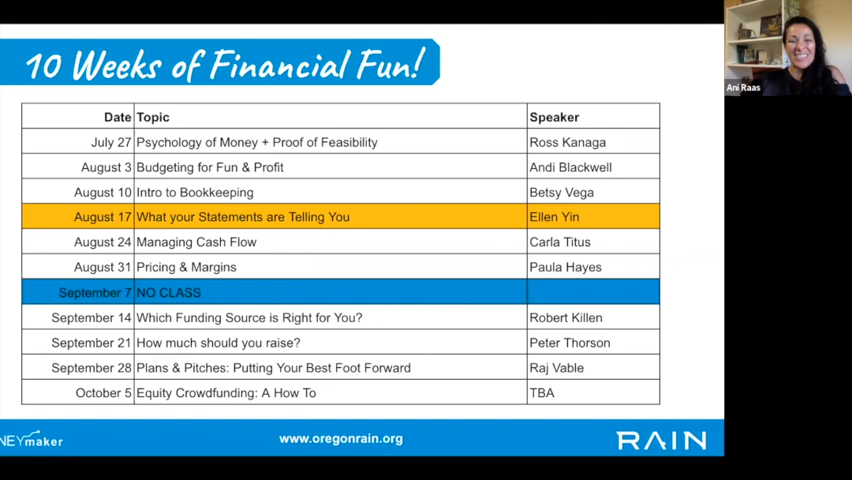 10 Weeks of Financial Fun!
Ani Raas
Date Topic Speaker
July 27 Psychology of Money + Proof of Feasibility Ross Kanaga
August 3 Budgeting for Fun & Profit Andi Blackwell
August 10 Intro to Bookkeeping Betsy Vega
August 17 What your Statements are Telling You Ellen Yin
August 24 Managing Cash Flow Carla Titus
August 31 Pricing & Margins Paula Hayes
September 7 NO CLASS
September 14 Which Funding Source is Right for You? Robert Killen
September 21 How much should you raise? Peter Thorson
September 28 Plans & Pitches: Putting Your Best Foot Forward Raj Vable
October 5 Equity Crowdfunding: A How To TBA
NEYmaker www.oregonrain.org RAIN